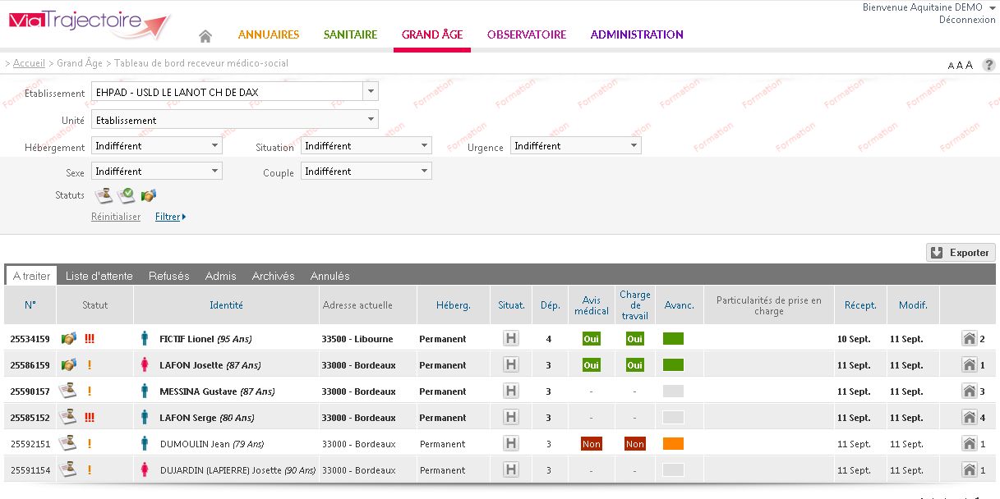 Bienvenue Aquitaine DEMO
Déconnexion
ViaTrajectoire
ANNUAIRES SANITAIRE GRAND ÂGE OBSERVATOIRE ADMINISTRATION
> Accueil > Grand Âge > Tableau de bord receveur médico-social
A A A ?
Formation Formation Formation Formation Formation Formation Formation Formation
Etablissement EHPAD - USLD LE LANOT CH DE DAX
Unité Etablissement
Formation Formation Formation Formation
Hébergement Indifférent Situation Indifférent Urgence Indifférent
Sexe Indifférent Couple Indifférent
Statuts
Réinitialiser Filtrer
Exporter
A traiter Liste d'attente Refusés Admis Archivés Annulés
N° Statut Identité Adresse actuelle Héberg. Situat. Dép. Avis médical Charge de travail Avanc. Particularités de prise en charge Récept. Modif.
25534159 !!! FICTIF Lionel (95 Ans) 33500 - Libourne Permanent H 4 Oui Oui 10 Sept. 11 Sept. 2
25586159 ! LAFON Josette (87 Ans) 33000 - Bordeaux Permanent H 3 Oui Oui 11 Sept. 11 Sept. 1
25590157 ! MESSINA Gustave (87 Ans) 33000 - Bordeaux Permanent H 3 - - 11 Sept. 11 Sept. 3
25585152 !!! LAFON Serge (80 Ans) 33000 - Bordeaux Permanent H 3 - - 11 Sept. 11 Sept. 4
25592151 ! DUMOULIN Jean (79 Ans) 33000 - Bordeaux Permanent H 3 Non Non 11 Sept. 11 Sept. 1
25591154 ! DUJARDIN (LAPIERRE) Josette (90 Ans) 33000 - Bordeaux Permanent H 3 - - 11 Sept. 11 Sept. 1